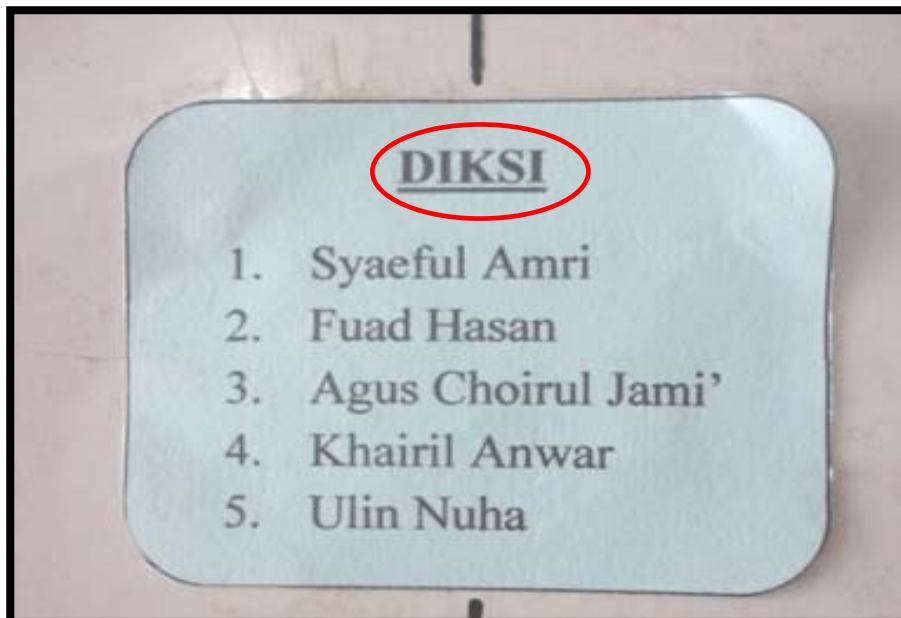 DIKSI
1. Syaeful Amri
2. Fuad Hasan
3. Agus Choirul Jami’
4. Khairil Anwar
5. Ulin Nuha